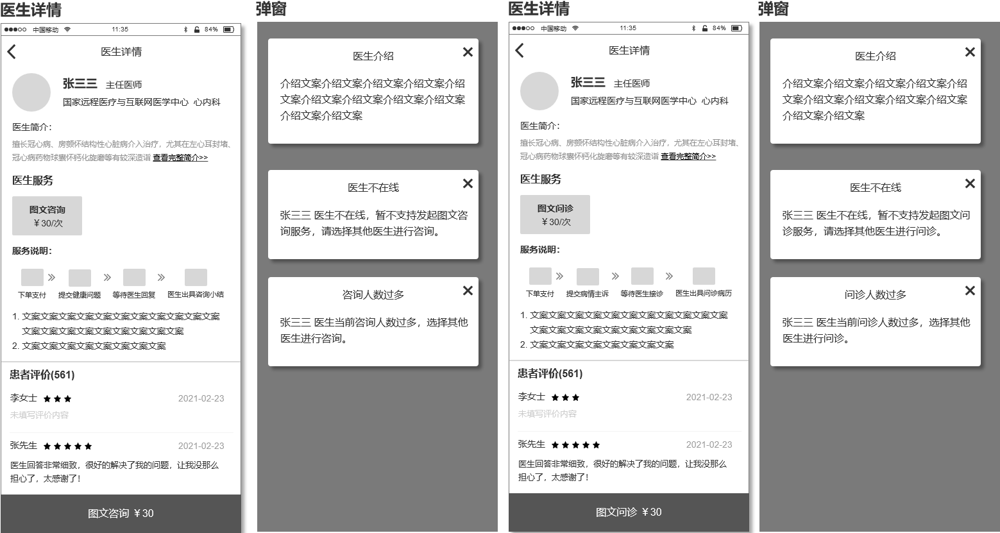 医生详情
中国移动 11:35 84%
医生详情
张三三 主任医师
国家远程医疗与互联网医学中心 心内科
医生简介：
擅长冠心病、房颤怀结构性心脏病介入治疗，尤其在左心耳封堵、
冠心病药物球囊怀钙化旋磨等有较深造诣 查看完整简介>>
医生服务
图文咨询
￥30/次
服务说明：
下单支付 提交健康问题 等待医生回复 医生出具咨询小结
1. 文案文案文案文案文案文案文案文案文案文案文案
文案文案文案文案文案文案文案文案文案
2. 文案文案文案文案文案文案文案文案
患者评价(561)
李女士 ★★★ 2021-02-23
未填写评价内容
张先生 ★★★★★ 2021-02-23
医生回答非常细致，很好的解决了我的问题，让我没那么
担心了，太感谢了！
图文咨询 ￥30
弹窗
医生介绍
介绍文案介绍文案介绍文案介绍文案介绍
文案介绍文案介绍文案介绍文案介绍文案
介绍文案介绍文案
医生不在线
张三三 医生不在线，暂不支持发起图文咨
询服务，请选择其他医生进行咨询。
咨询人数过多
张三三 医生当前咨询人数过多，选择其他
医生进行咨询。
医生详情
中国移动 11:35 84%
医生详情
张三三 主任医师
国家远程医疗与互联网医学中心 心内科
医生简介：
擅长冠心病、房颤怀结构性心脏病介入治疗，尤其在左心耳封堵、
冠心病药物球囊怀钙化旋磨等有较深造诣 查看完整简介>>
医生服务
图文问诊
￥30/次
服务说明：
下单支付 提交病情主诉 等待医生接诊 医生出具问诊病历
1. 文案文案文案文案文案文案文案文案文案文案文案
文案文案文案文案文案文案文案文案文案
2. 文案文案文案文案文案文案文案文案
患者评价(561)
李女士 ★★★ 2021-02-23
未填写评价内容
张先生 ★★★★★ 2021-02-23
医生回答非常细致，很好的解决了我的问题，让我没那么
担心了，太感谢了！
图文问诊 ￥30
弹窗
医生介绍
介绍文案介绍文案介绍文案介绍文案介绍
文案介绍文案介绍文案介绍文案介绍文案
介绍文案介绍文案
医生不在线
张三三 医生不在线，暂不支持发起图文问
诊服务，请选择其他医生进行问诊。
问诊人数过多
张三三 医生当前问诊人数过多，选择其他
医生进行问诊。